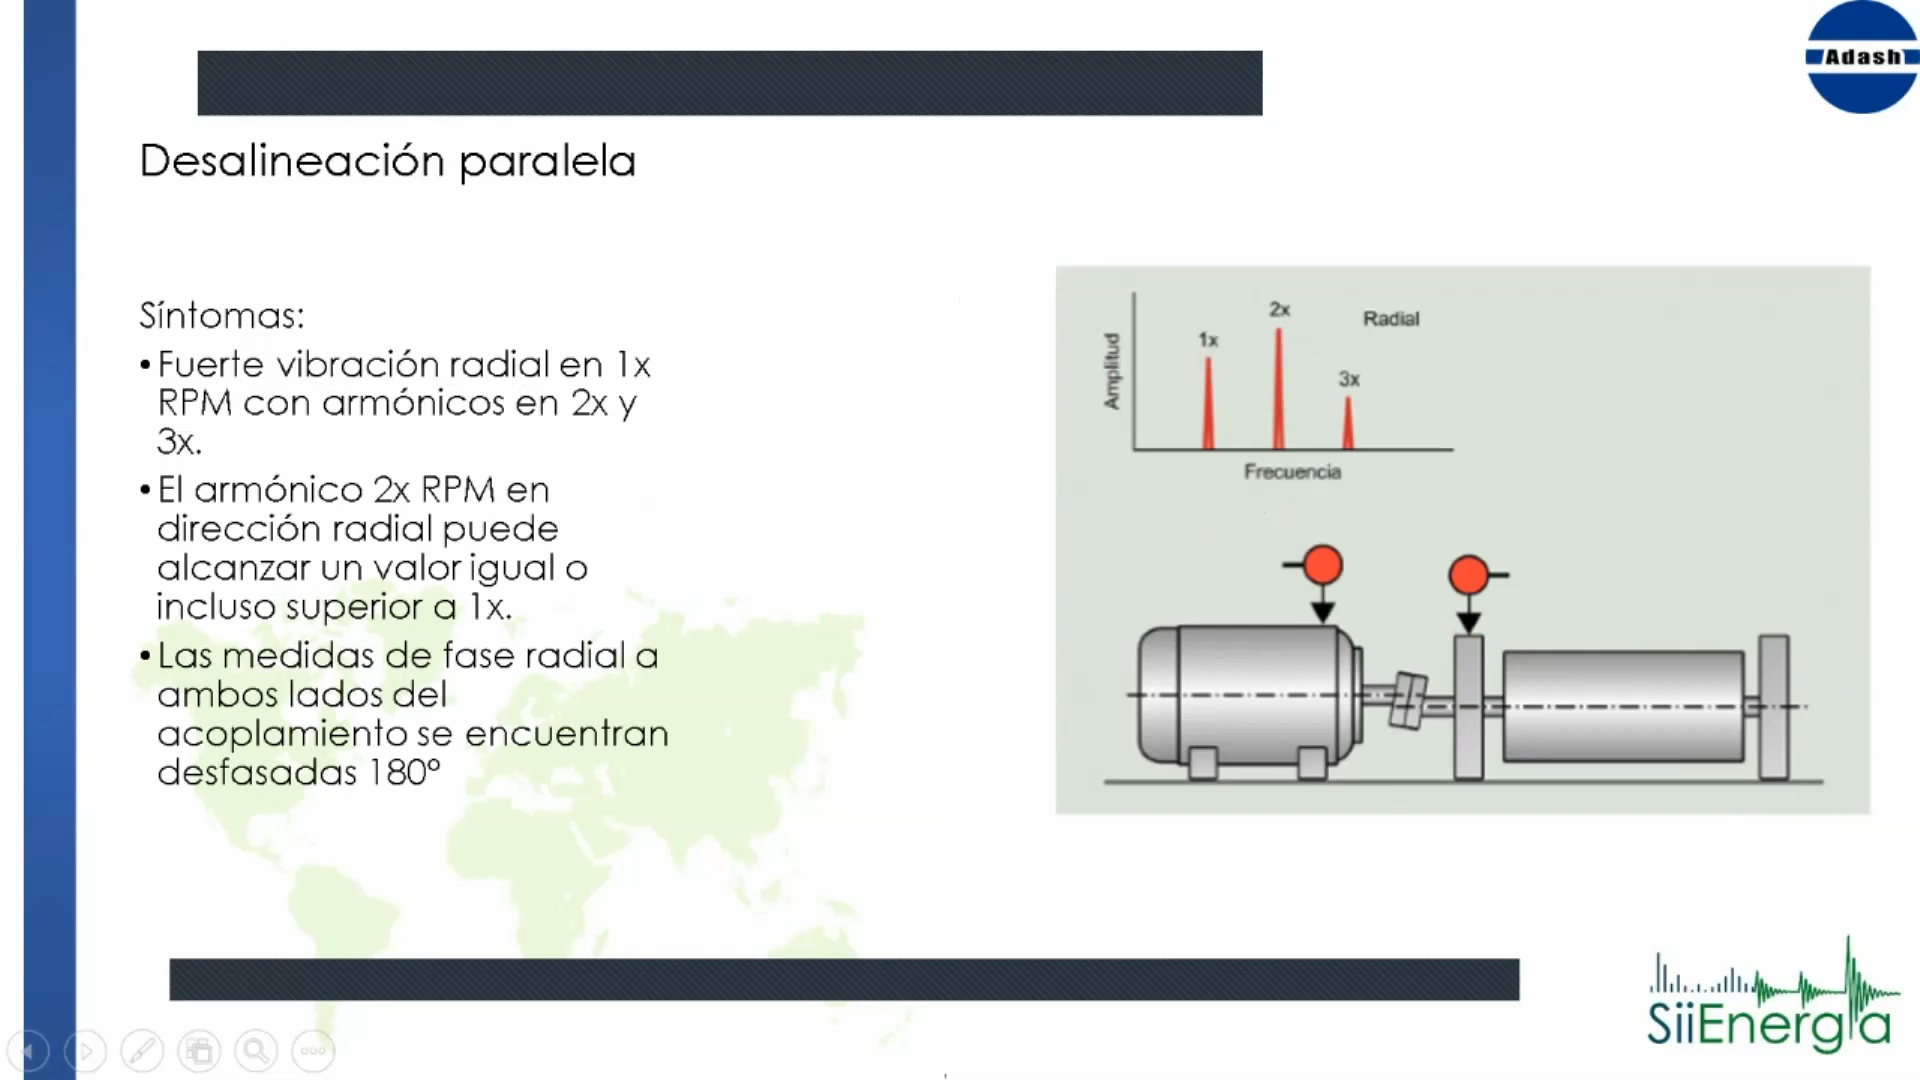 Adash
Desalineación paralela
Síntomas:
•Fuerte vibración radial en 1x
RPM con armónicos en 2x y
3x.
•El armónico 2x RPM en
dirección radial puede
alcanzar un valor igual o
incluso superior a 1x.
•Las medidas de fase radial a
ambos lados del
acoplamiento se encuentran
desfasadas 180º
2x
Radial
1x
3x
Amplitud
Frecuencia
SiiEnergía